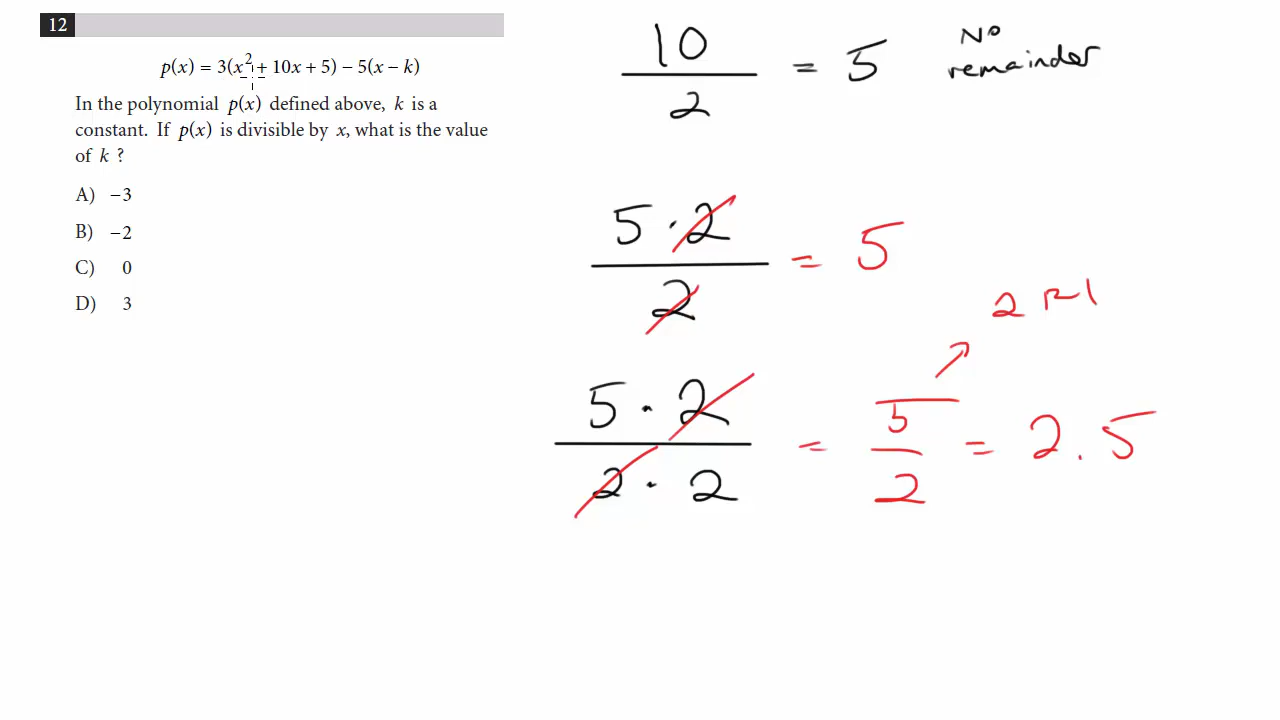 12
p(x) = 3(x² + 10x + 5) − 5(x − k)
In the polynomial p(x) defined above, k is a
constant. If p(x) is divisible by x, what is the value
of k ?
A) −3
B) −2
C) 0
D) 3
10
2
= 5
No
remainder
5 · 2
2
= 5
2 R1
5 · 2
2 · 2
= 5
2
= 2.5